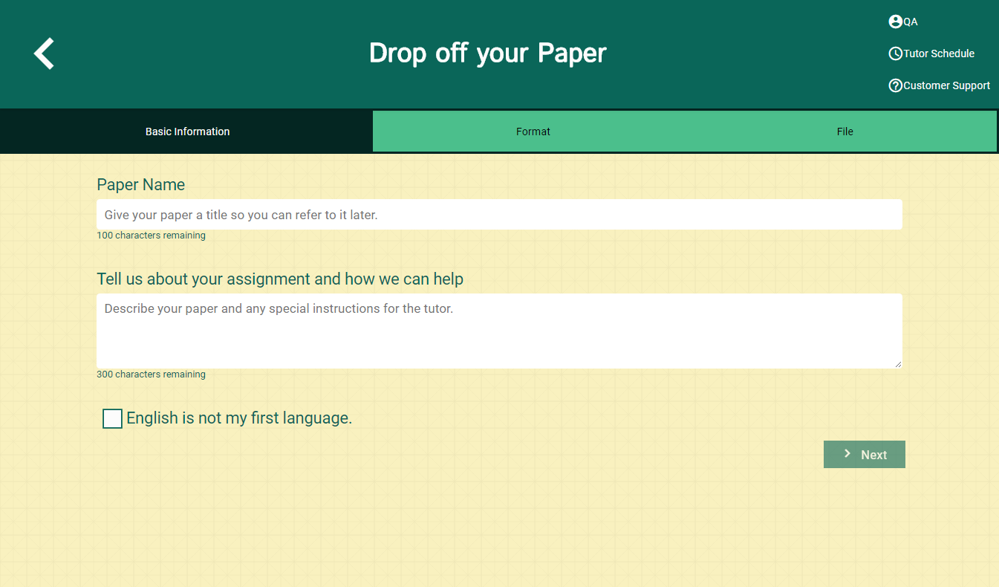 Drop off your Paper
QA
Tutor Schedule
Customer Support
Basic Information
Format
File
Paper Name
Give your paper a title so you can refer to it later.
100 characters remaining
Tell us about your assignment and how we can help
Describe your paper and any special instructions for the tutor.
300 characters remaining
English is not my first language.
Next